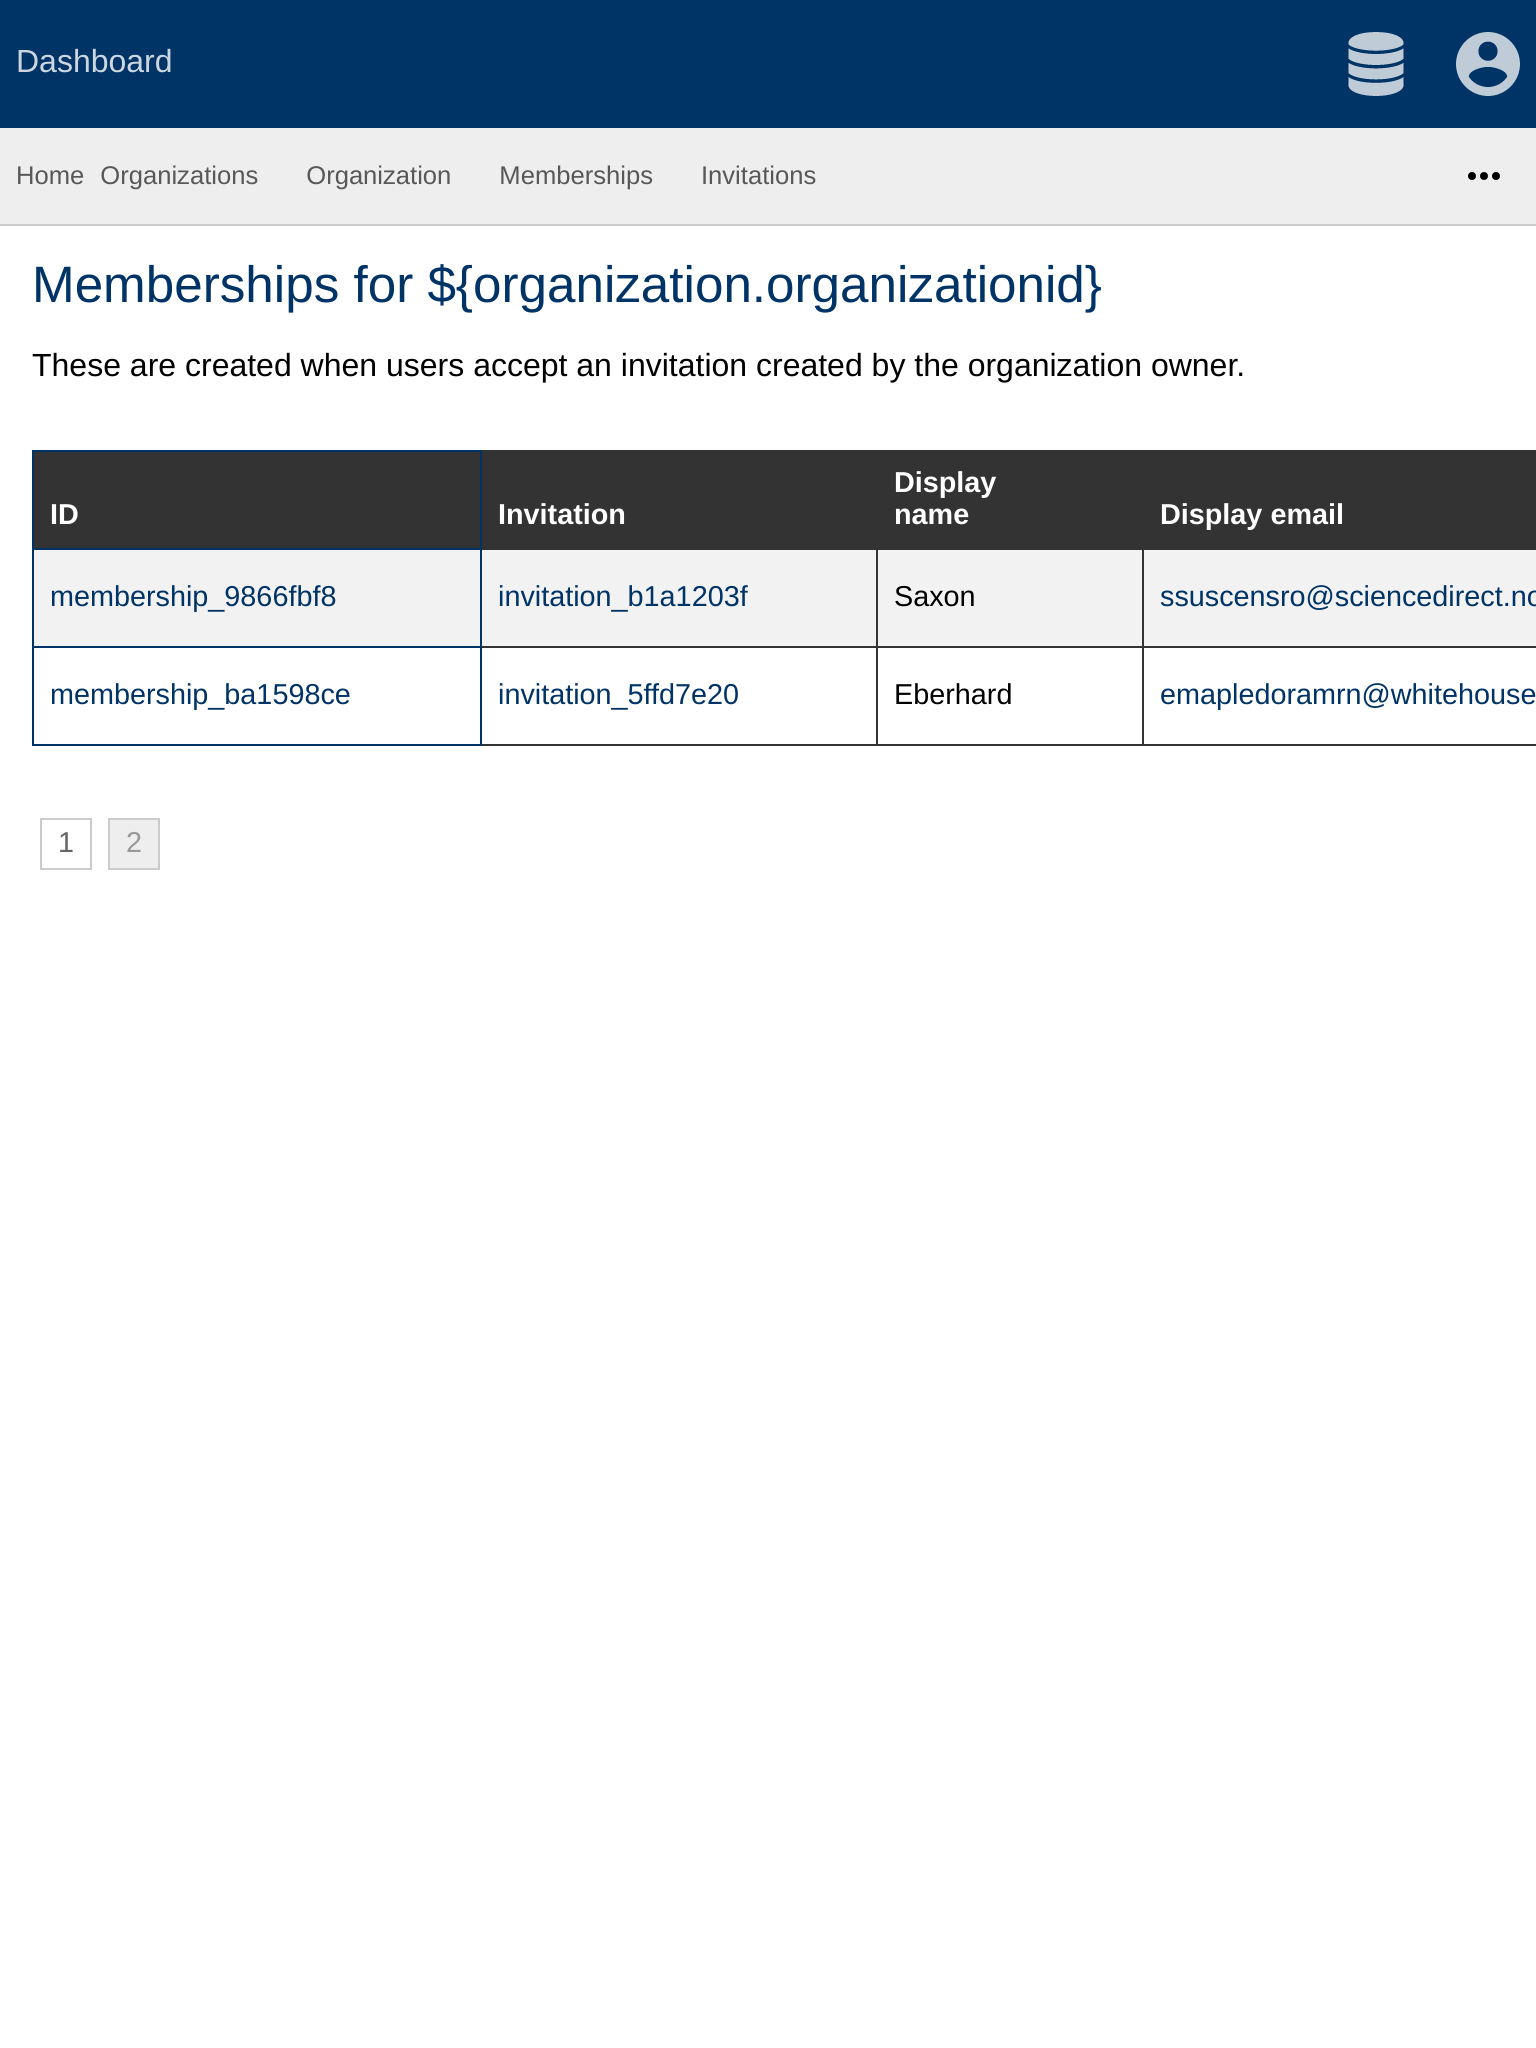 Dashboard
Home Organizations Organization Memberships Invitations
Memberships for ${organization.organizationid}
These are created when users accept an invitation created by the organization owner.
ID Invitation Display name Display email
membership_9866fbf8 invitation_b1a1203f Saxon ssuscensro@sciencedirect.no
membership_ba1598ce invitation_5ffd7e20 Eberhard emapledoramrn@whitehouse
1 2